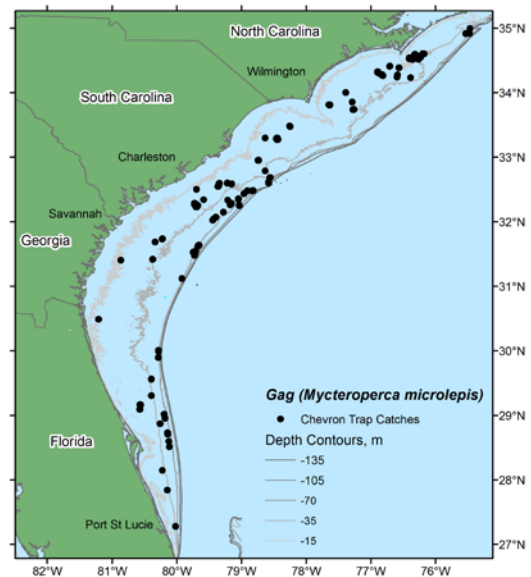 North Carolina
35°N
Wilmington
34°N
South Carolina
33°N
Charleston
32°N
Savannah
Georgia
31°N
30°N
Gag (Mycteroperca microlepis)
29°N
Chevron Trap Catches
Florida
Depth Contours, m
-135
28°N
-105
-70
-35
Port St Lucie
27°N
-15
82°W 81°W 80°W 79°W 78°W 77°W 76°W